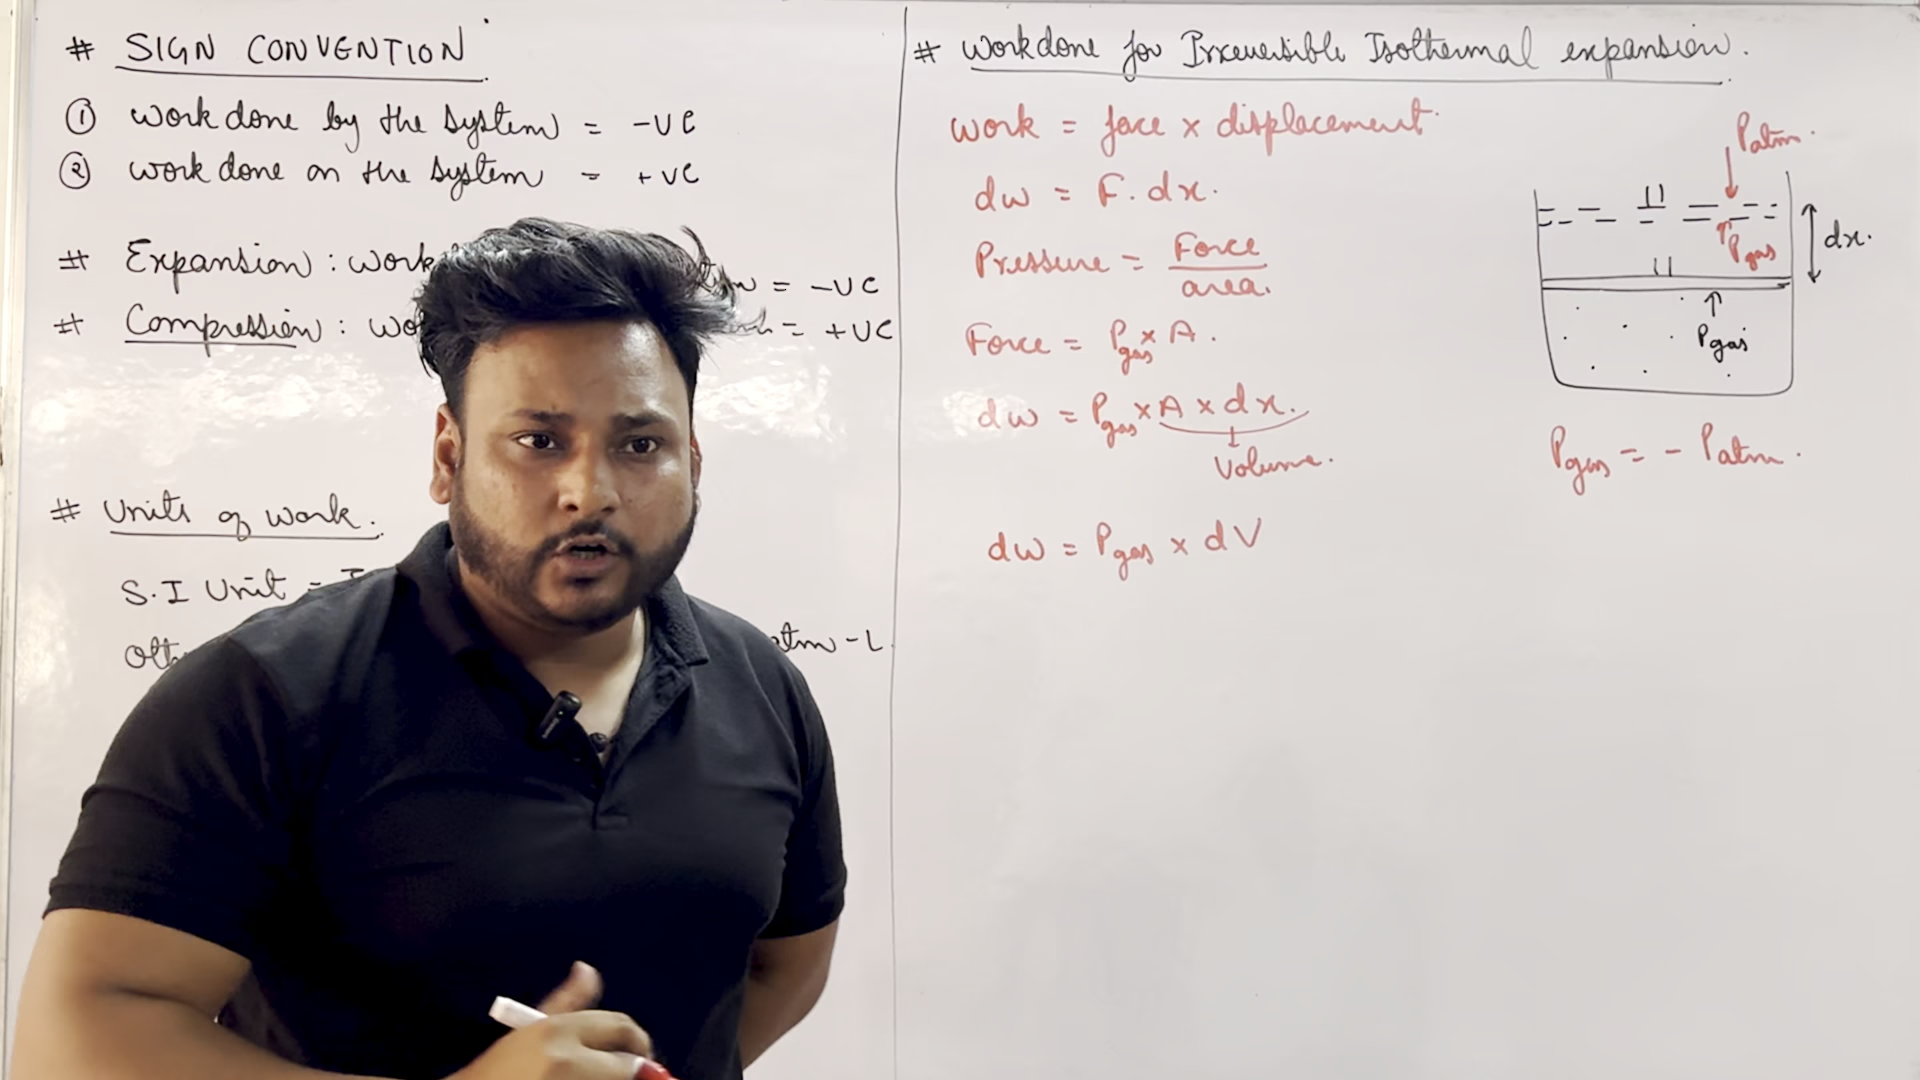 # SIGN CONVENTION
① work done by the system = -ve
② work done on the system = +ve
# Expansion : work = -ve
# Compression : = +ve
# Units of work.
S.I Unit =
atm-L
# Workdone for Irreversible Isothermal expansion.
work = force × displacement.
dw = F. dx.
Pressure = Force
area.
Force = Pgas × A.
dw = Pgas × A × dx.
Volume.
dw = Pgas × dV
Patm.
Pgas
dx.
Pgas
Pgas = - Patm.